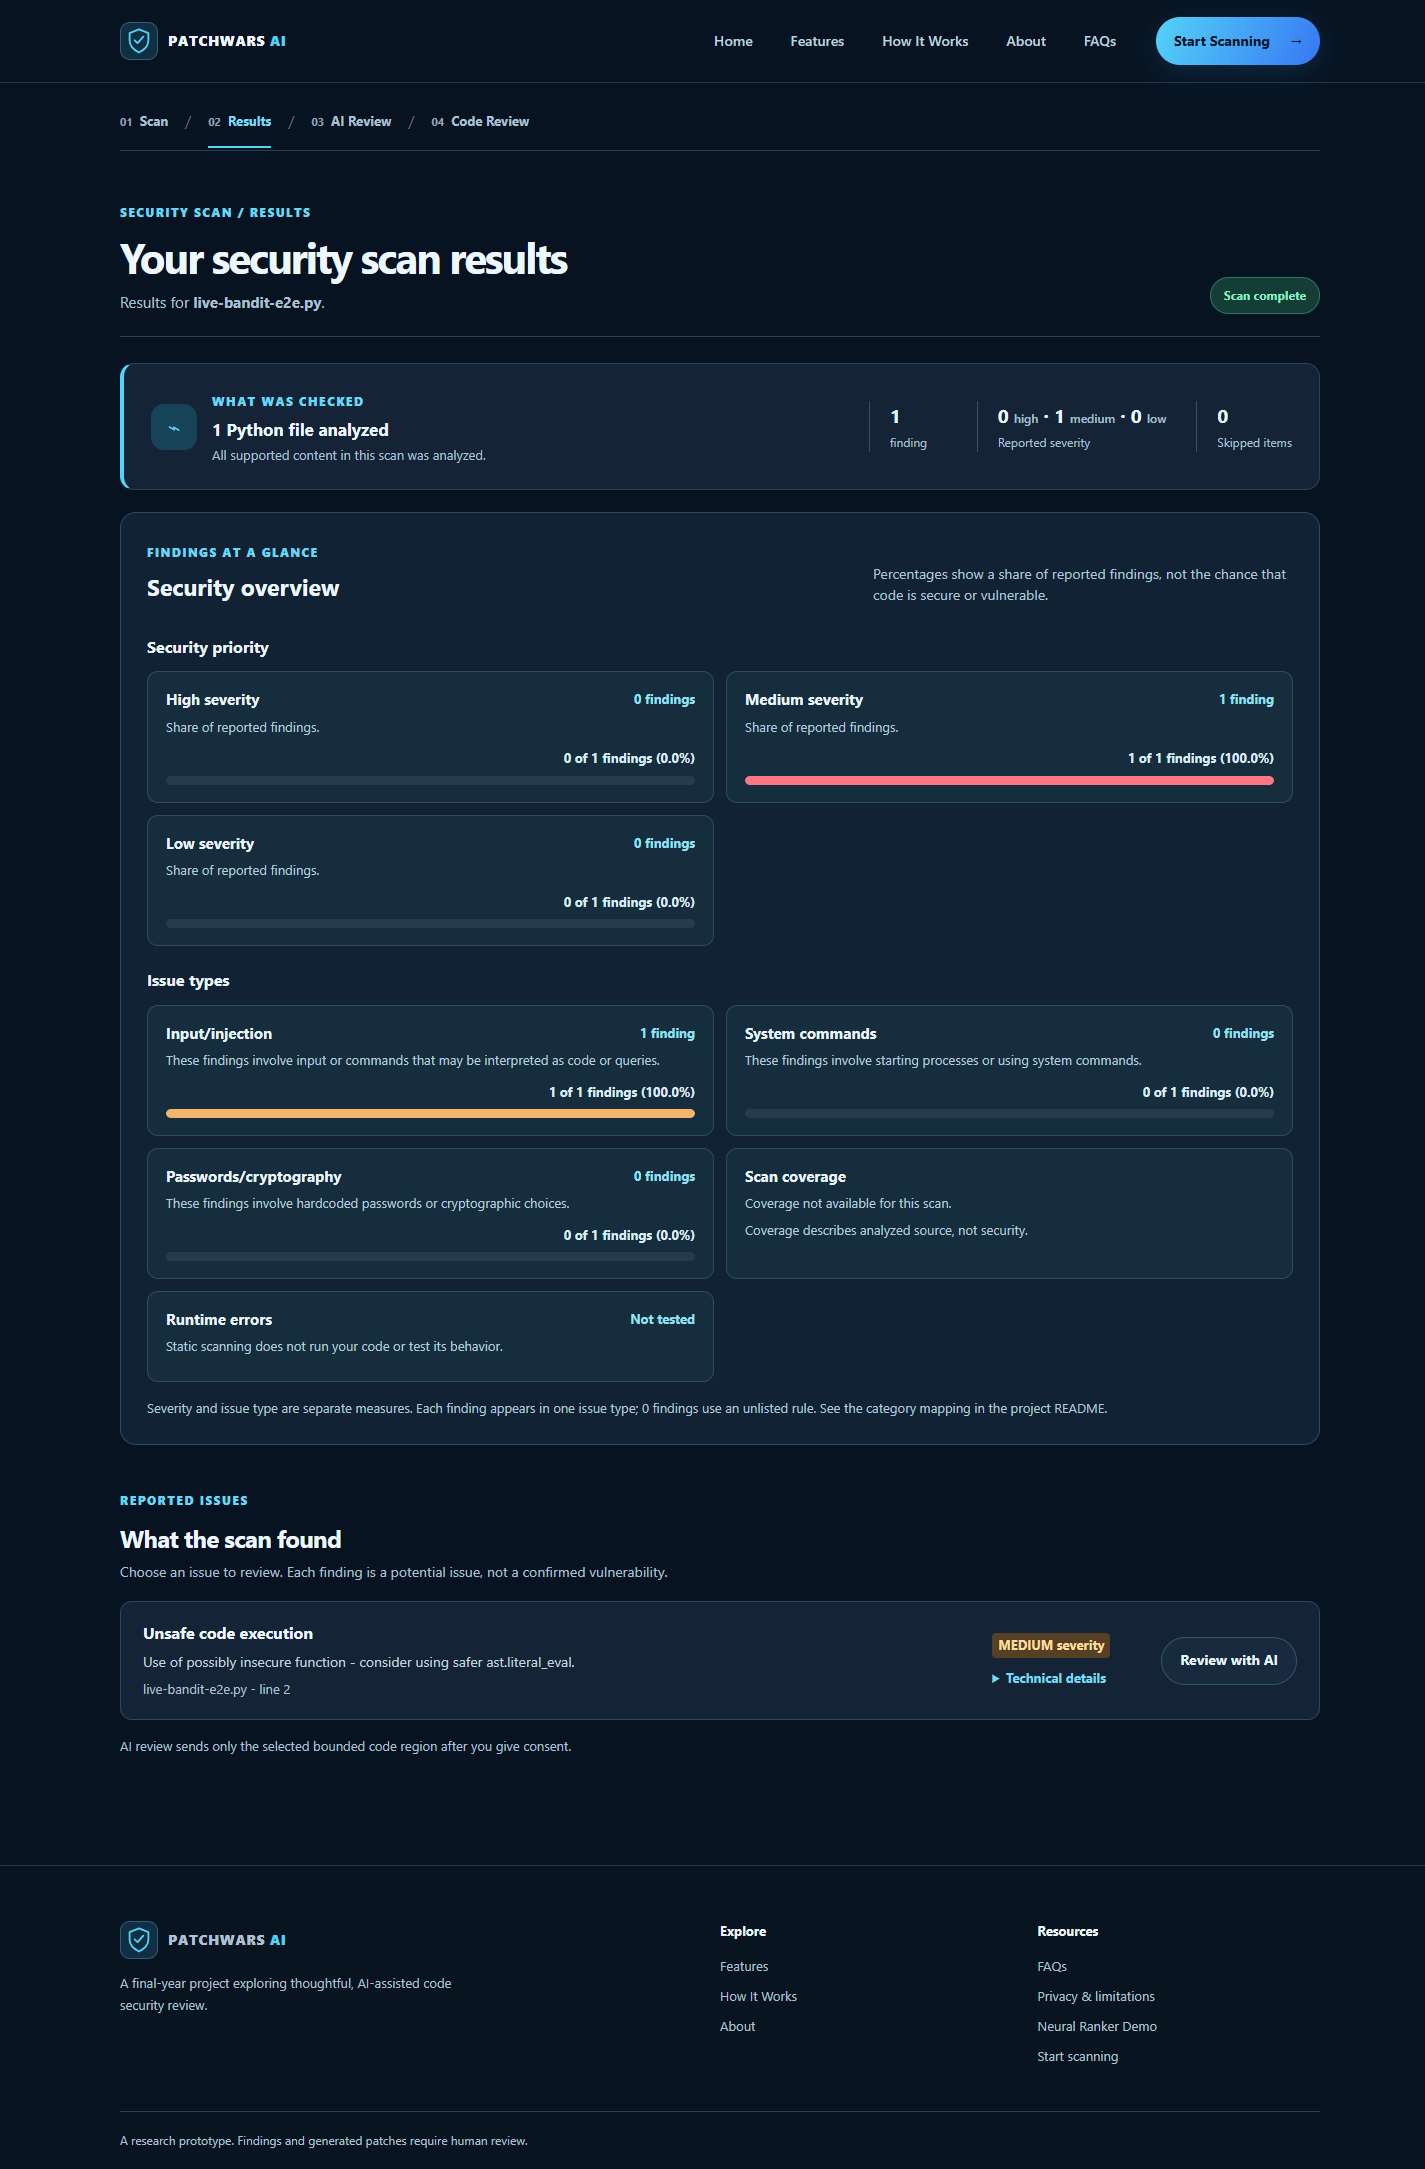 PATCHWARS AI
Home Features How It Works About FAQs Start Scanning →
01 Scan / 02 Results / 03 AI Review / 04 Code Review
SECURITY SCAN / RESULTS
Your security scan results
Results for live-bandit-e2e.py.
Scan complete
WHAT WAS CHECKED
1 Python file analyzed
All supported content in this scan was analyzed.
1
finding
0 high · 1 medium · 0 low
Reported severity
0
Skipped items
FINDINGS AT A GLANCE
Security overview
Percentages show a share of reported findings, not the chance that
code is secure or vulnerable.
Security priority
High severity 0 findings
Share of reported findings.
0 of 1 findings (0.0%)
Medium severity 1 finding
Share of reported findings.
1 of 1 findings (100.0%)
Low severity 0 findings
Share of reported findings.
0 of 1 findings (0.0%)
Issue types
Input/injection 1 finding
These findings involve input or commands that may be interpreted as code or queries.
1 of 1 findings (100.0%)
System commands 0 findings
These findings involve starting processes or using system commands.
0 of 1 findings (0.0%)
Passwords/cryptography 0 findings
These findings involve hardcoded passwords or cryptographic choices.
0 of 1 findings (0.0%)
Scan coverage
Coverage not available for this scan.
Coverage describes analyzed source, not security.
Runtime errors Not tested
Static scanning does not run your code or test its behavior.
Severity and issue type are separate measures. Each finding appears in one issue type; 0 findings use an unlisted rule. See the category mapping in the project README.
REPORTED ISSUES
What the scan found
Choose an issue to review. Each finding is a potential issue, not a confirmed vulnerability.
Unsafe code execution
Use of possibly insecure function - consider using safer ast.literal_eval.
live-bandit-e2e.py - line 2
MEDIUM severity
▶ Technical details
Review with AI
AI review sends only the selected bounded code region after you give consent.
PATCHWARS AI
A final-year project exploring thoughtful, AI-assisted code
security review.
Explore
Features
How It Works
About
Resources
FAQs
Privacy & limitations
Neural Ranker Demo
Start scanning
A research prototype. Findings and generated patches require human review.